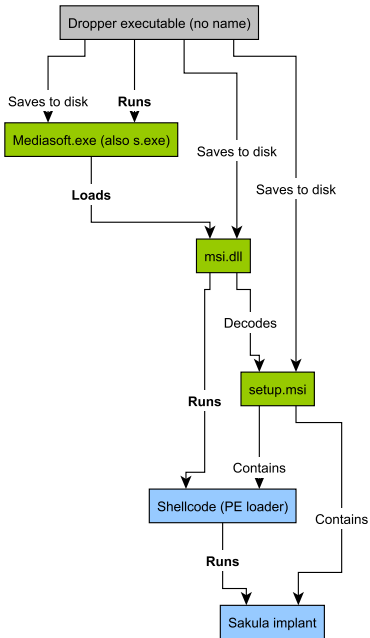 Dropper executable (no name)
Saves to disk
Runs
Mediasoft.exe (also s.exe)
Saves to disk
Saves to disk
Loads
msi.dll
Decodes
setup.msi
Runs
Contains
Shellcode (PE loader)
Contains
Runs
Sakula implant